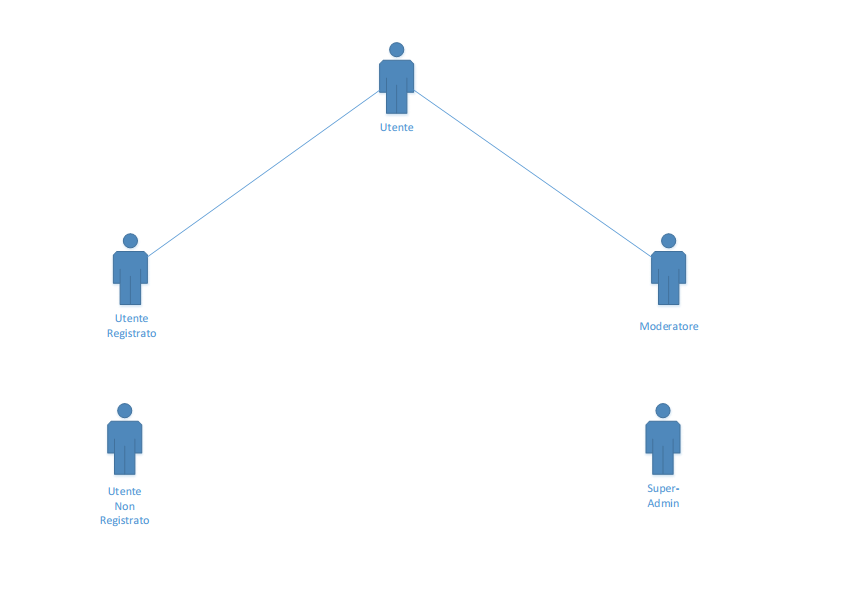 Utente
Utente
Registrato
Moderatore
Utente
Non
Registrato
Super-
Admin